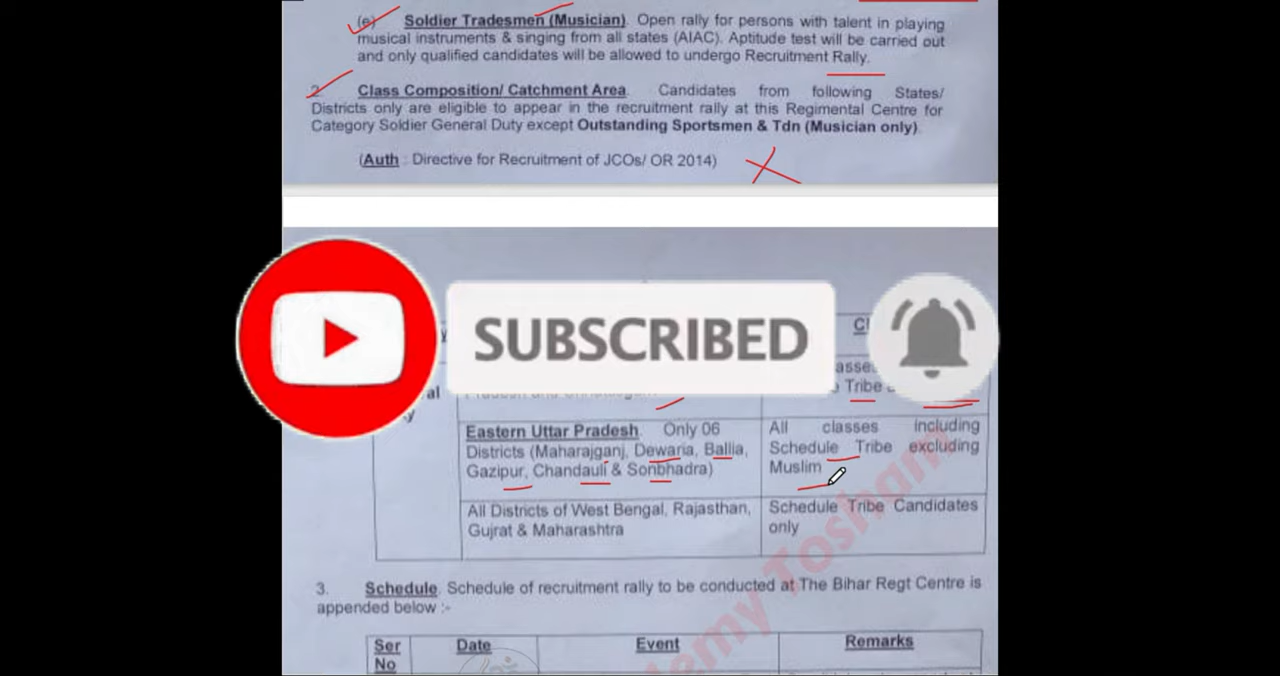 (e) Soldier Tradesmen (Musician). Open rally for persons with talent in playing
musical instruments & singing from all states (AIAC). Aptitude test will be carried out
and only qualified candidates will be allowed to undergo Recruitment Rally.
2. Class Composition/ Catchment Area. Candidates from following States/
Districts only are eligible to appear in the recruitment rally at this Regimental Centre for
Category Soldier General Duty except Outstanding Sportsmen & Tdn (Musician only).
(Auth : Directive for Recruitment of JCOs/ OR 2014)
SUBSCRIBED
Tribe
Eastern Uttar Pradesh. Only 06
Districts (Maharajganj, Dewaria, Ballia,
Gazipur, Chandauli & Sonbhadra)
All classes including
Schedule Tribe excluding
Muslim
All Districts of West Bengal, Rajasthan,
Gujrat & Maharashtra
Schedule Tribe Candidates
only
3. Schedule. Schedule of recruitment rally to be conducted at The Bihar Regt Centre is
appended below :-
Ser
No
Date
Event
Remarks